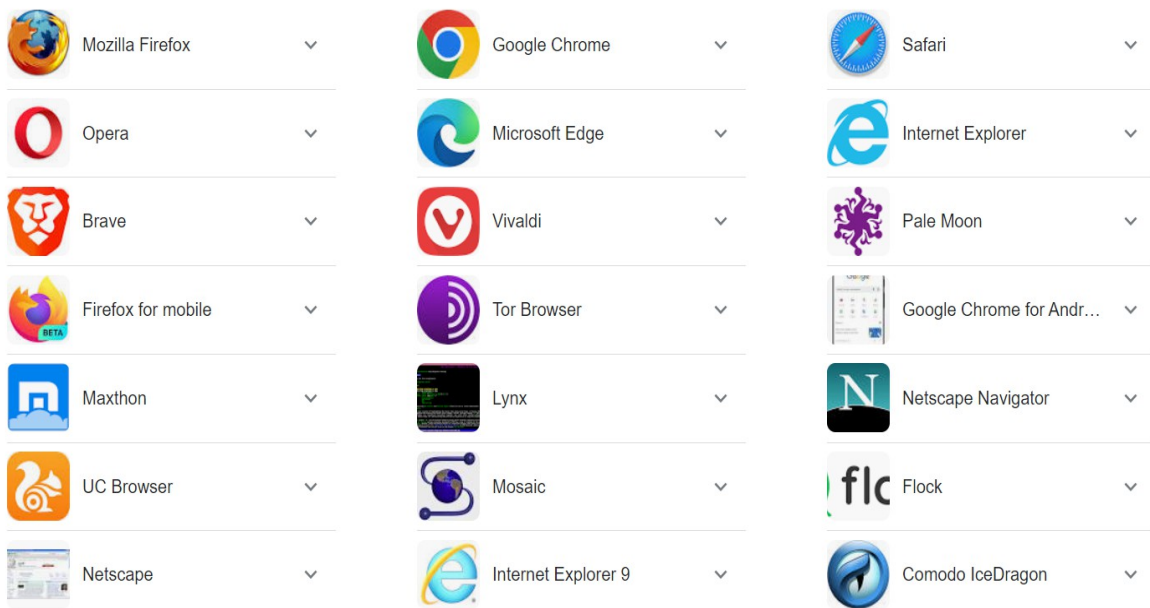 Mozilla Firefox
Google Chrome
Safari
Opera
Microsoft Edge
Internet Explorer
Brave
Vivaldi
Pale Moon
BETA
Firefox for mobile
Tor Browser
Google Chrome for Andr...
Maxthon
Lynx
N
Netscape Navigator
UC Browser
Mosaic
flo
Flock
Netscape
Internet Explorer 9
Comodo IceDragon